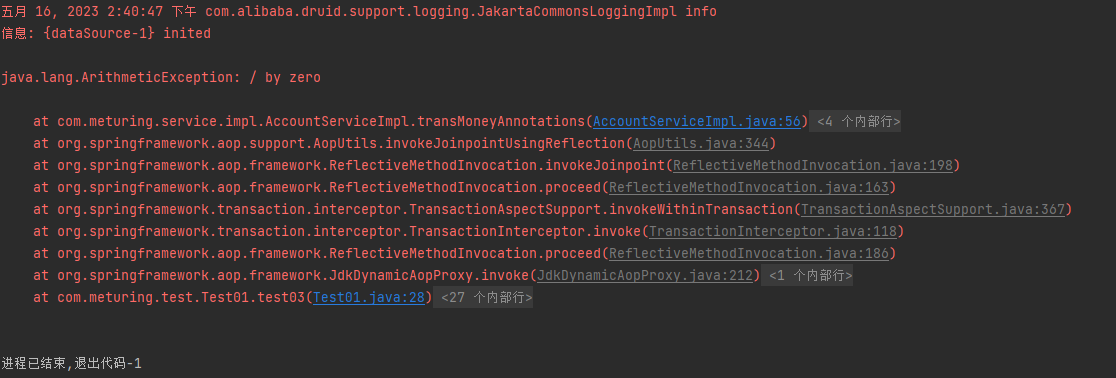 五月 16, 2023 2:40:47 下午 com.alibaba.druid.support.logging.JakartaCommonsLoggingImpl info
信息: {dataSource-1} inited
java.lang.ArithmeticException: / by zero
at com.meturing.service.impl.AccountServiceImpl.transMoneyAnnotations(AccountServiceImpl.java:56) <4 个内部行>
at org.springframework.aop.support.AopUtils.invokeJoinpointUsingReflection(AopUtils.java:344)
at org.springframework.aop.framework.ReflectiveMethodInvocation.invokeJoinpoint(ReflectiveMethodInvocation.java:198)
at org.springframework.aop.framework.ReflectiveMethodInvocation.proceed(ReflectiveMethodInvocation.java:163)
at org.springframework.transaction.interceptor.TransactionAspectSupport.invokeWithinTransaction(TransactionAspectSupport.java:367)
at org.springframework.transaction.interceptor.TransactionInterceptor.invoke(TransactionInterceptor.java:118)
at org.springframework.aop.framework.ReflectiveMethodInvocation.proceed(ReflectiveMethodInvocation.java:186)
at org.springframework.aop.framework.JdkDynamicAopProxy.invoke(JdkDynamicAopProxy.java:212) <1 个内部行>
at com.meturing.test.Test01.test03(Test01.java:28) <27 个内部行>
进程已结束,退出代码-1